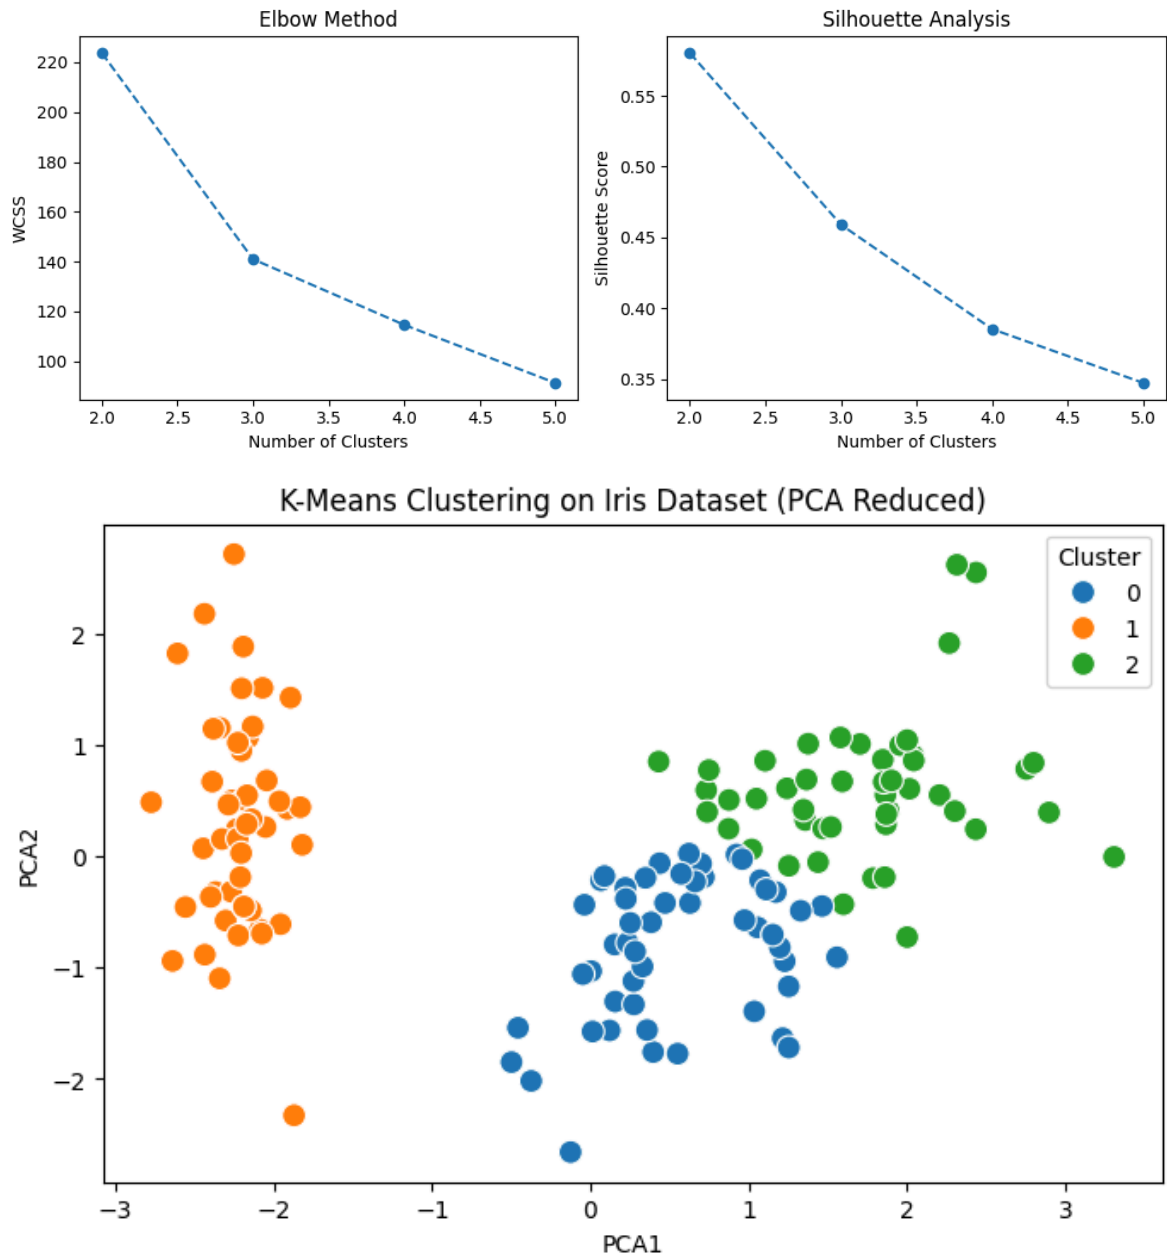 Elbow Method
WCSS
220
200
180
160
140
120
100
2.0 2.5 3.0 3.5 4.0 4.5 5.0
Number of Clusters
Silhouette Analysis
Silhouette Score
0.55
0.50
0.45
0.40
0.35
2.0 2.5 3.0 3.5 4.0 4.5 5.0
Number of Clusters
K-Means Clustering on Iris Dataset (PCA Reduced)
Cluster
0
1
2
PCA2
2
1
0
−1
−2
−3 −2 −1 0 1 2 3
PCA1